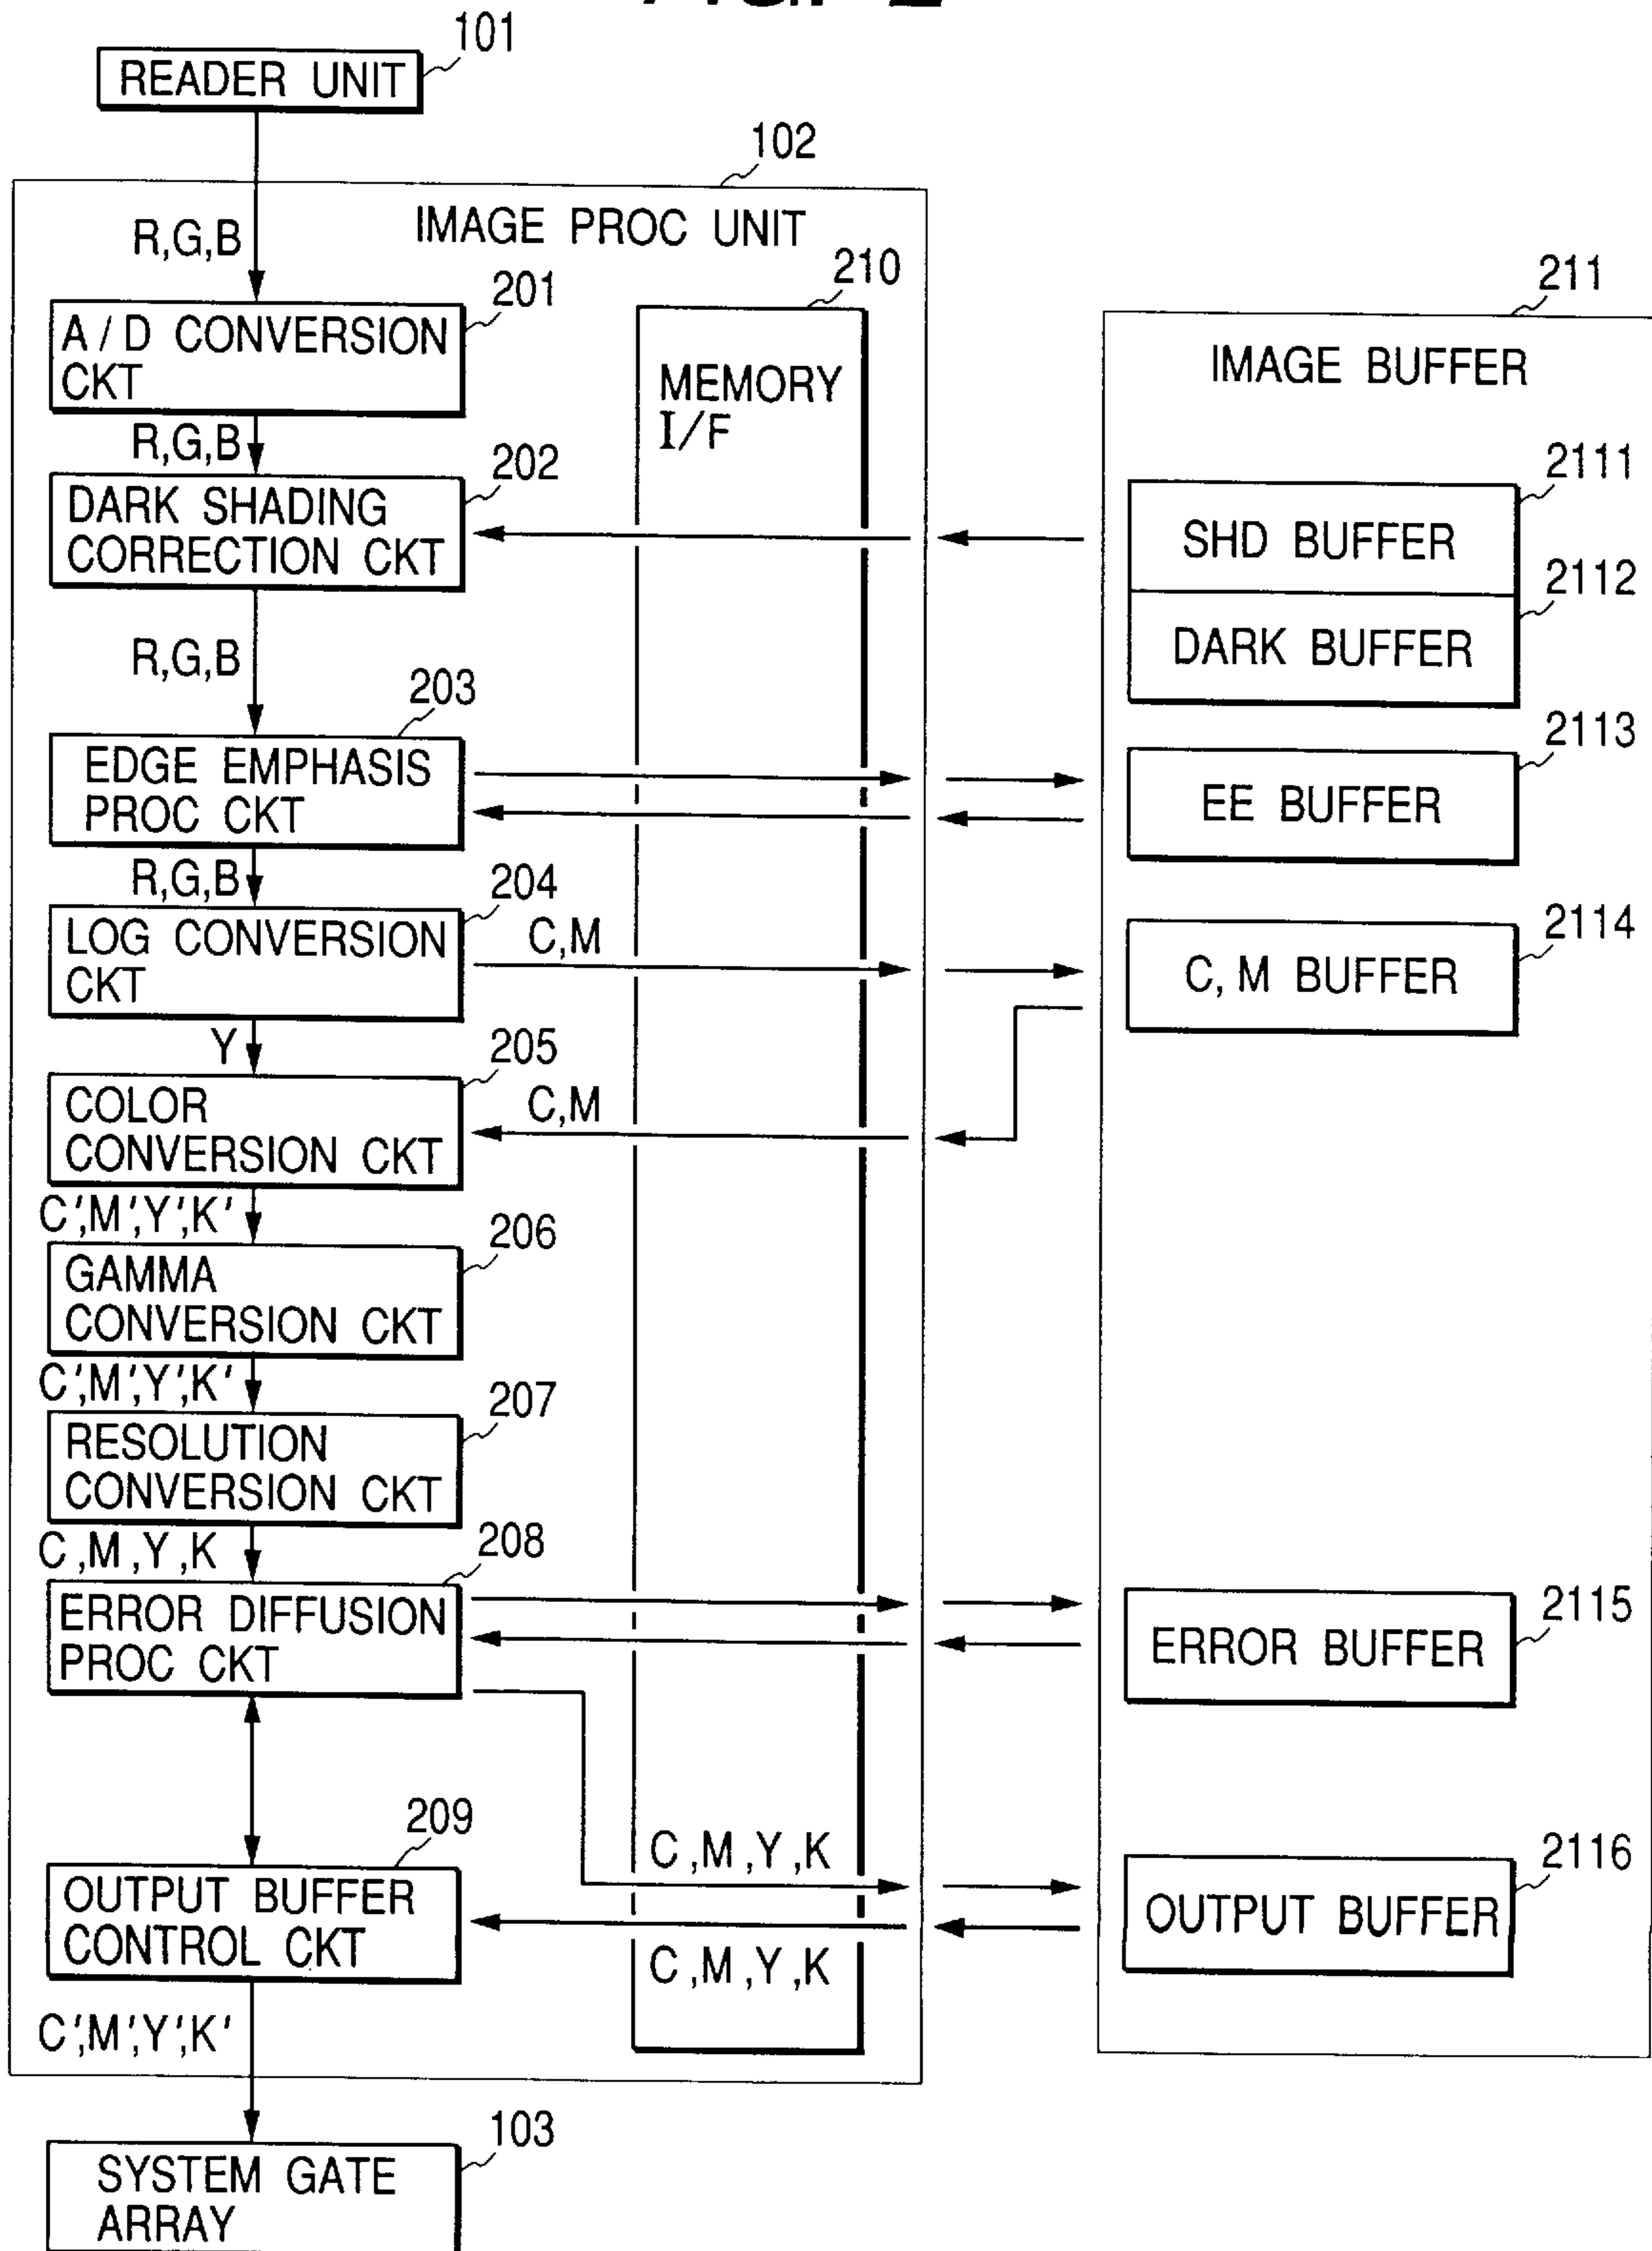 FIG. 2
101
READER UNIT
102
IMAGE PROC UNIT
R,G,B
210
201
211
A/D CONVERSION
CKT
MEMORY
I/F
IMAGE BUFFER
R,G,B
202
2111
DARK SHADING
CORRECTION CKT
SHD BUFFER
2112
DARK BUFFER
R,G,B
203
2113
EDGE EMPHASIS
PROC CKT
EE BUFFER
R,G,B
204
2114
LOG CONVERSION
CKT
C,M
C, M BUFFER
Y
205
COLOR
CONVERSION CKT
C,M
C',M',Y',K'
206
GAMMA
CONVERSION CKT
C',M',Y',K'
207
RESOLUTION
CONVERSION CKT
C,M,Y,K
208
2115
ERROR DIFFUSION
PROC CKT
ERROR BUFFER
209
2116
C,M,Y,K
OUTPUT BUFFER
CONTROL CKT
OUTPUT BUFFER
C,M,Y,K
C',M',Y',K'
103
SYSTEM GATE
ARRAY